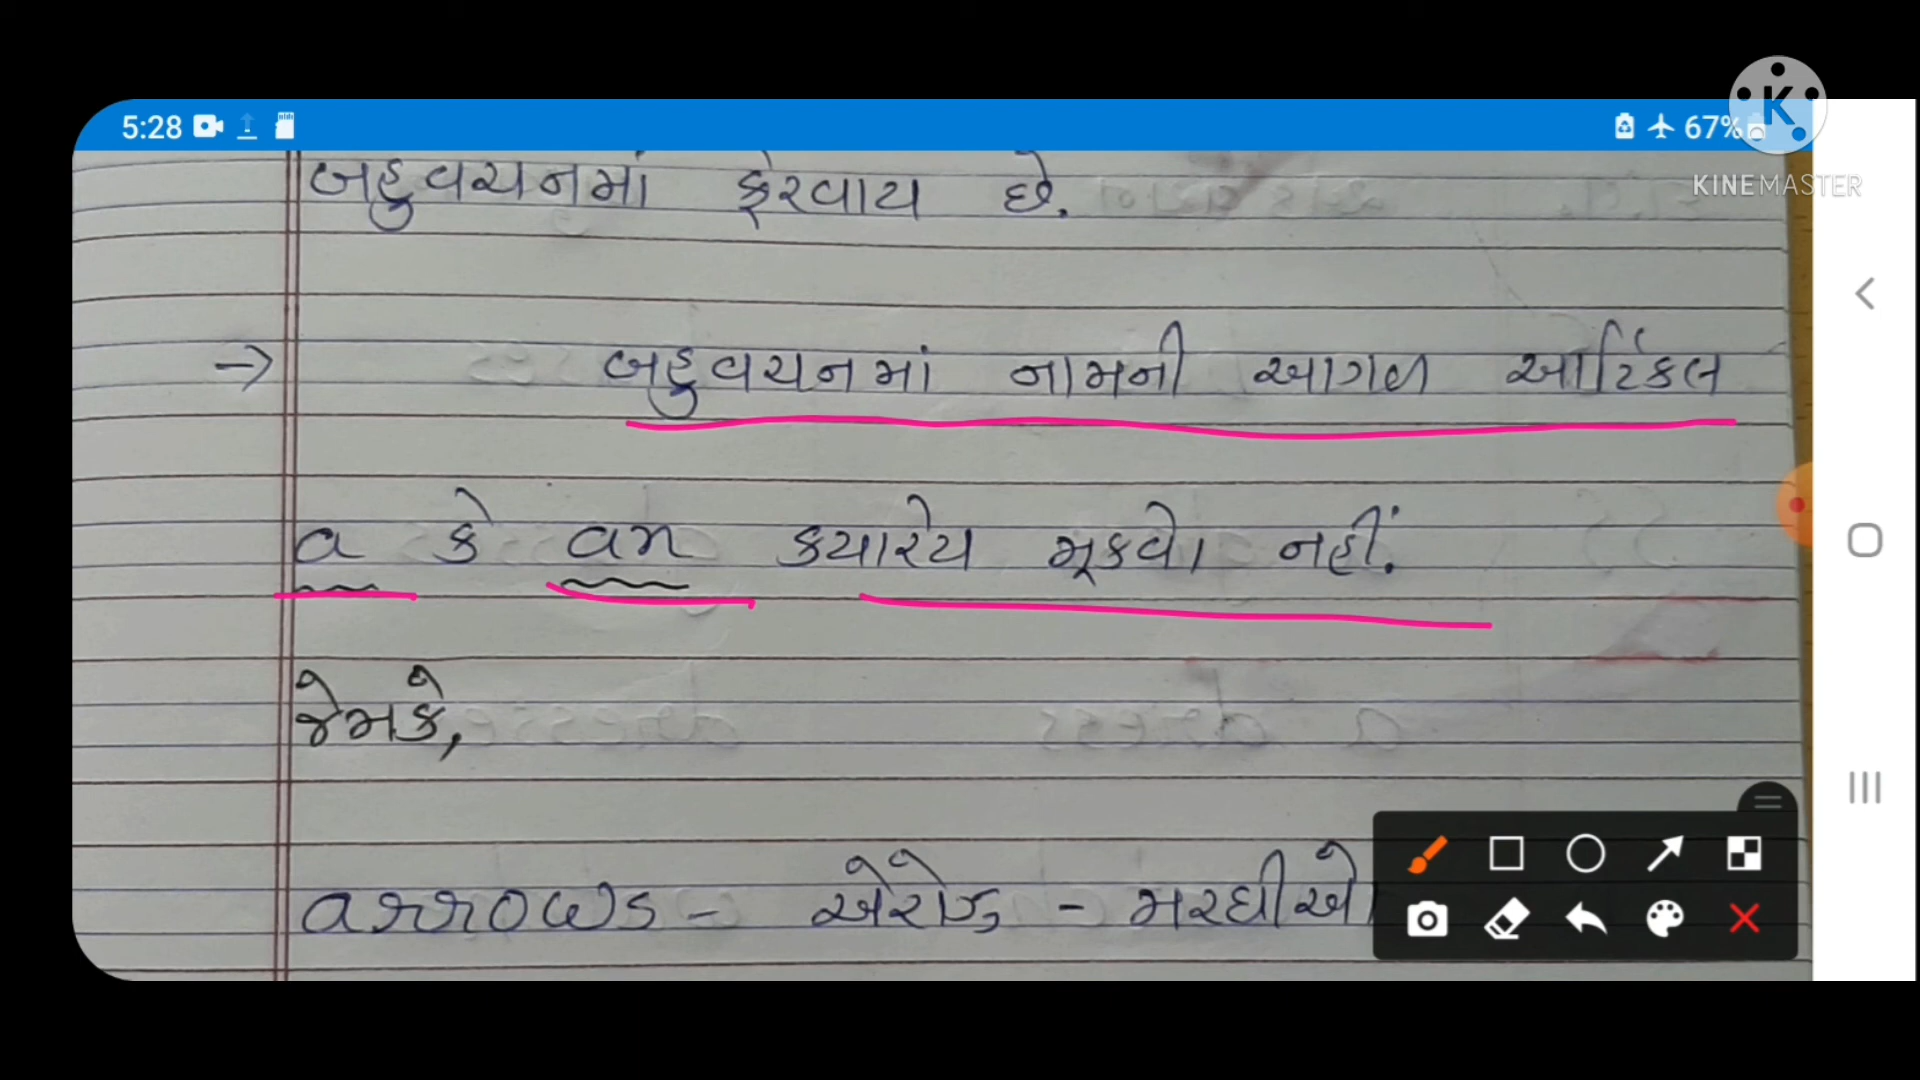 5:28
67%
KINEMASTER
બહુવચનમાં ફેરવાય છે.
→ બહુવચનમાં નામની આગળ આર્ટિકલ
a કે an કયારેય મૂકવો નહીં.
જેમકે,
arrows - એરોઝ -